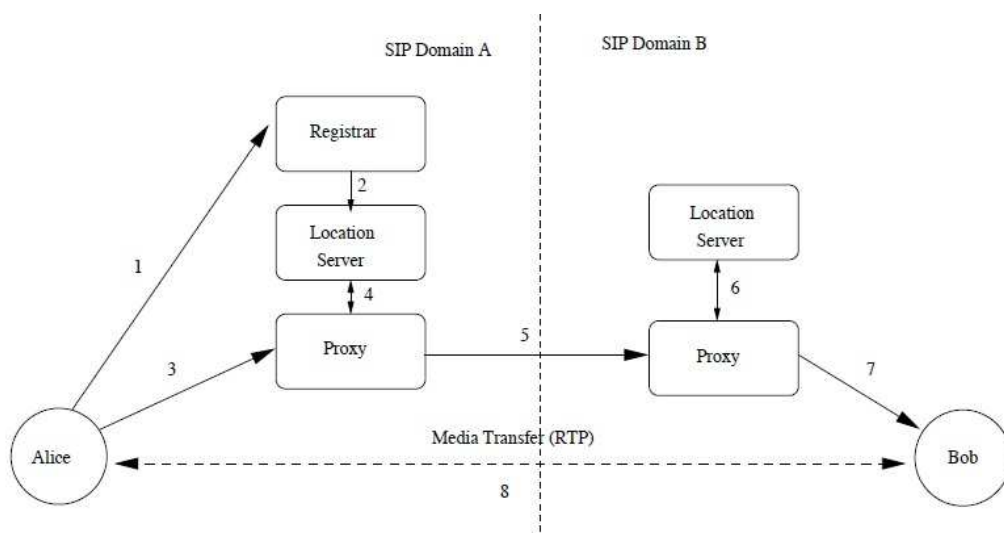 SIP Domain A
SIP Domain B
Registrar
2
Location
Server
Location
Server
1
4
6
3
Proxy
5
Proxy
7
Alice
Media Transfer (RTP)
Bob
8